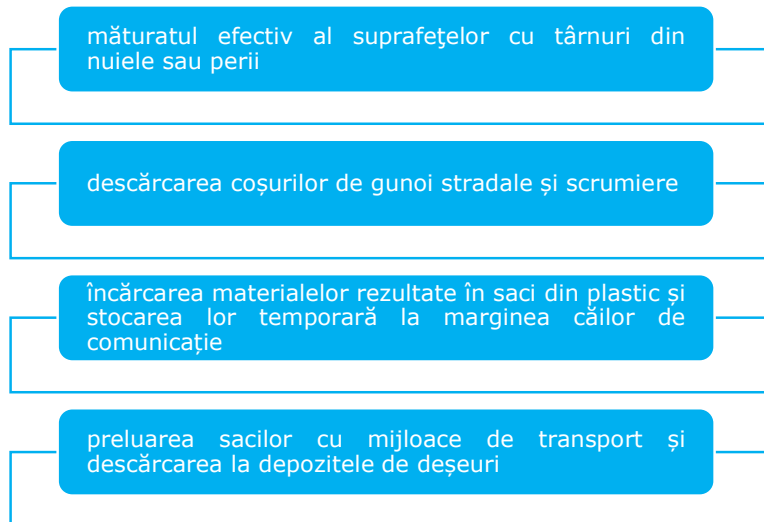 măturatul efectiv al suprafeţelor cu târnuri din
nuiele sau perii
descărcarea coșurilor de gunoi stradale și scrumiere
încărcarea materialelor rezultate în saci din plastic și
stocarea lor temporară la marginea căilor de
comunicație
preluarea sacilor cu mijloace de transport și
descărcarea la depozitele de deșeuri